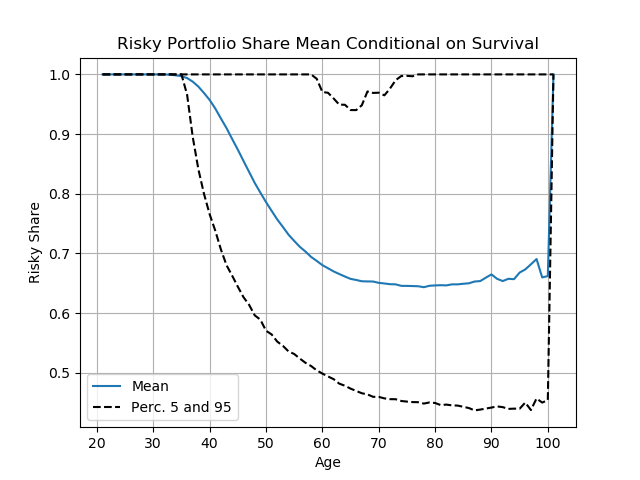 Risky Portfolio Share Mean Conditional on Survival
1.0
0.9
0.8
0.7
0.6
0.5
Risky Share
Mean
Perc. 5 and 95
20 30 40 50 60 70 80 90 100
Age